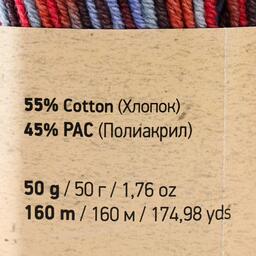 55% Cotton (Хлопок)
45% PAC (Полиакрил)
50 g / 50 г / 1,76 oz
160 m / 160 м / 174,98 yds